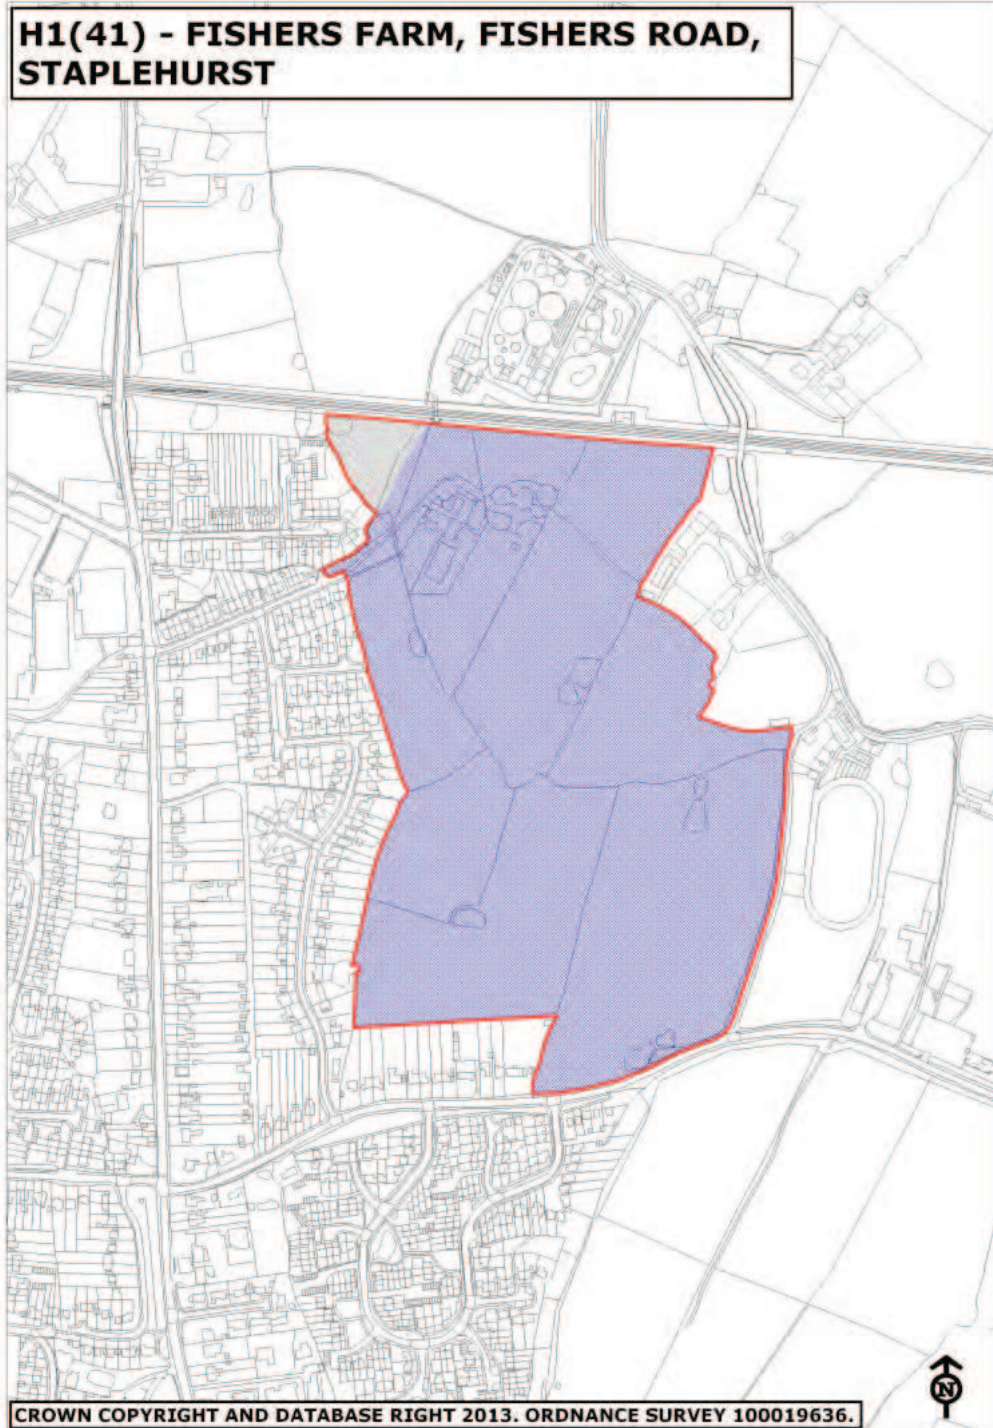 H1(41) - FISHERS FARM, FISHERS ROAD,
STAPLEHURST
N
CROWN COPYRIGHT AND DATABASE RIGHT 2013. ORDNANCE SURVEY 100019636.